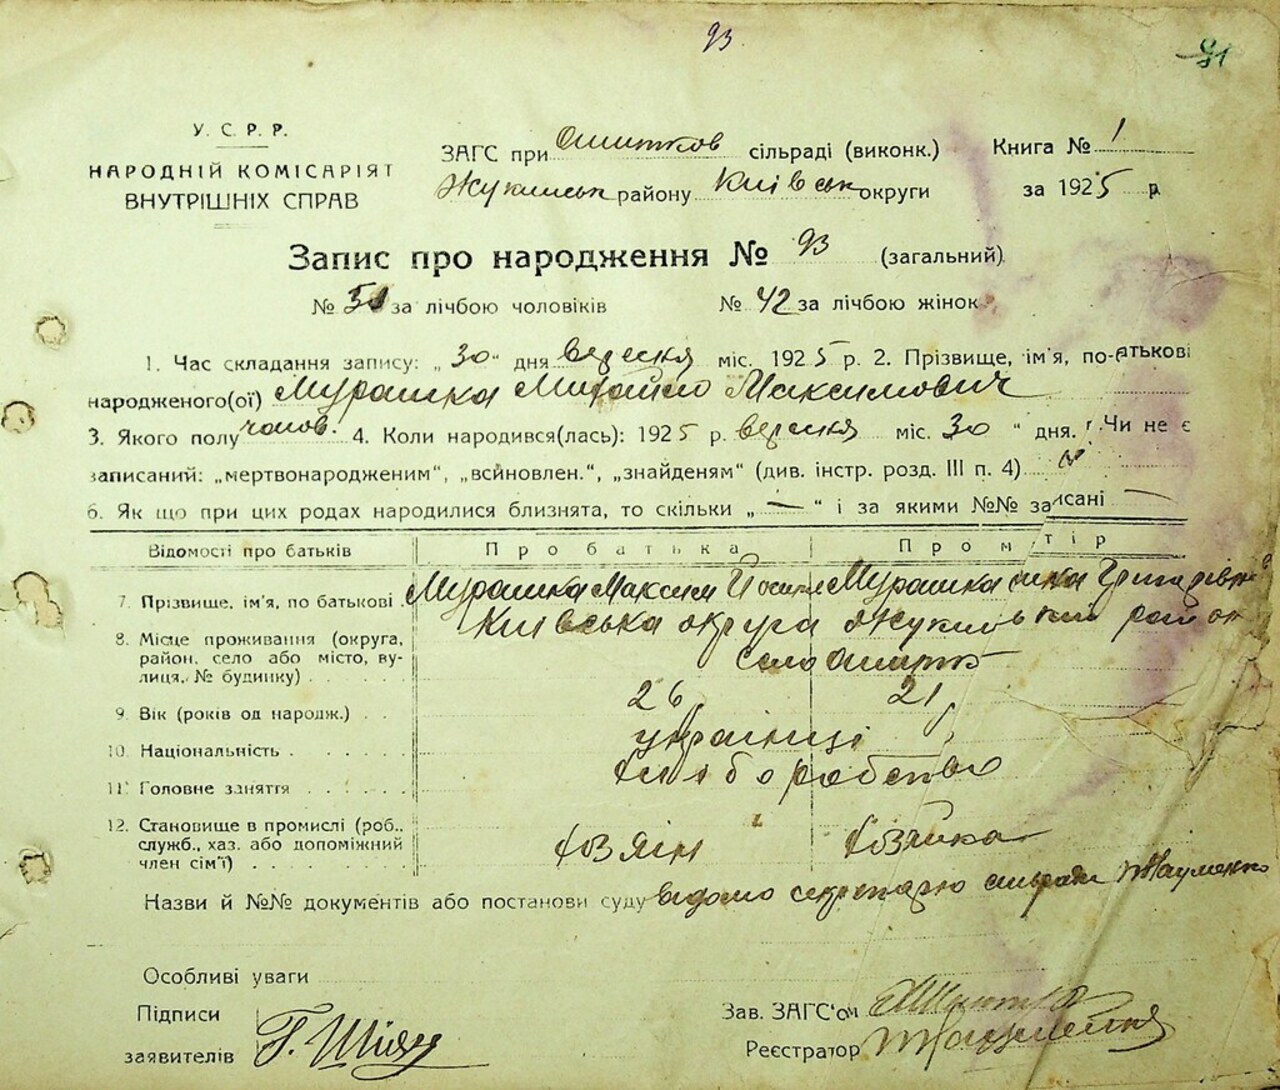 93
91
У. С. Р. Р.
НАРОДНІЙ КОМІСАРІЯТ
ВНУТРІШНІХ СПРАВ
ЗАГС при Ошитков сільраді (виконк.) Книга № 1
Жукинськ району Київськ округи за 1925 р
Запис про народження № 93 (загальний)
№ 51 за лічбою чоловіків № 42 за лічбою жінок
1. Час складання запису: „ 30 “ дня вересня міс. 1925 р. 2. Прізвище, ім'я, по-батькові
народженого(ої) Мурашка Михайло Максимович
3. Якого полу чолов. 4. Коли народився(лась): 1925 р. вересня міс. 30 “ дня. Чи не є
записаний: „мертвонародженим“, „всиновлен.“, „знайденям“ (див. інстр. розд. III п. 4)
6. Як що при цих родах народилися близнята, то скільки „ — “ і за якими №№ записані —
Відомості про батьків Про батька Про матір
7. Прізвище, ім'я, по батькові Мурашка Максим Йосип Мурашка Григорівна
8. Місце проживання (округа, Київська округа Жукинський район
район, село або місто, ву- село Ошитк
лиця, № будинку)
9. Вік (років од народж.) 26 21
10. Національність українці
11. Головне заняття хліборобство
12. Становище в промислі (роб.,
служб., хаз. або допоміжний хазяін хазяйка
член сім'ї)
Назви й №№ документів або постанови суду відомо секретарю сільради Науменко
Особливі уваги
Підписи
заявителів
Зав. ЗАГС'ом
Реєстратор